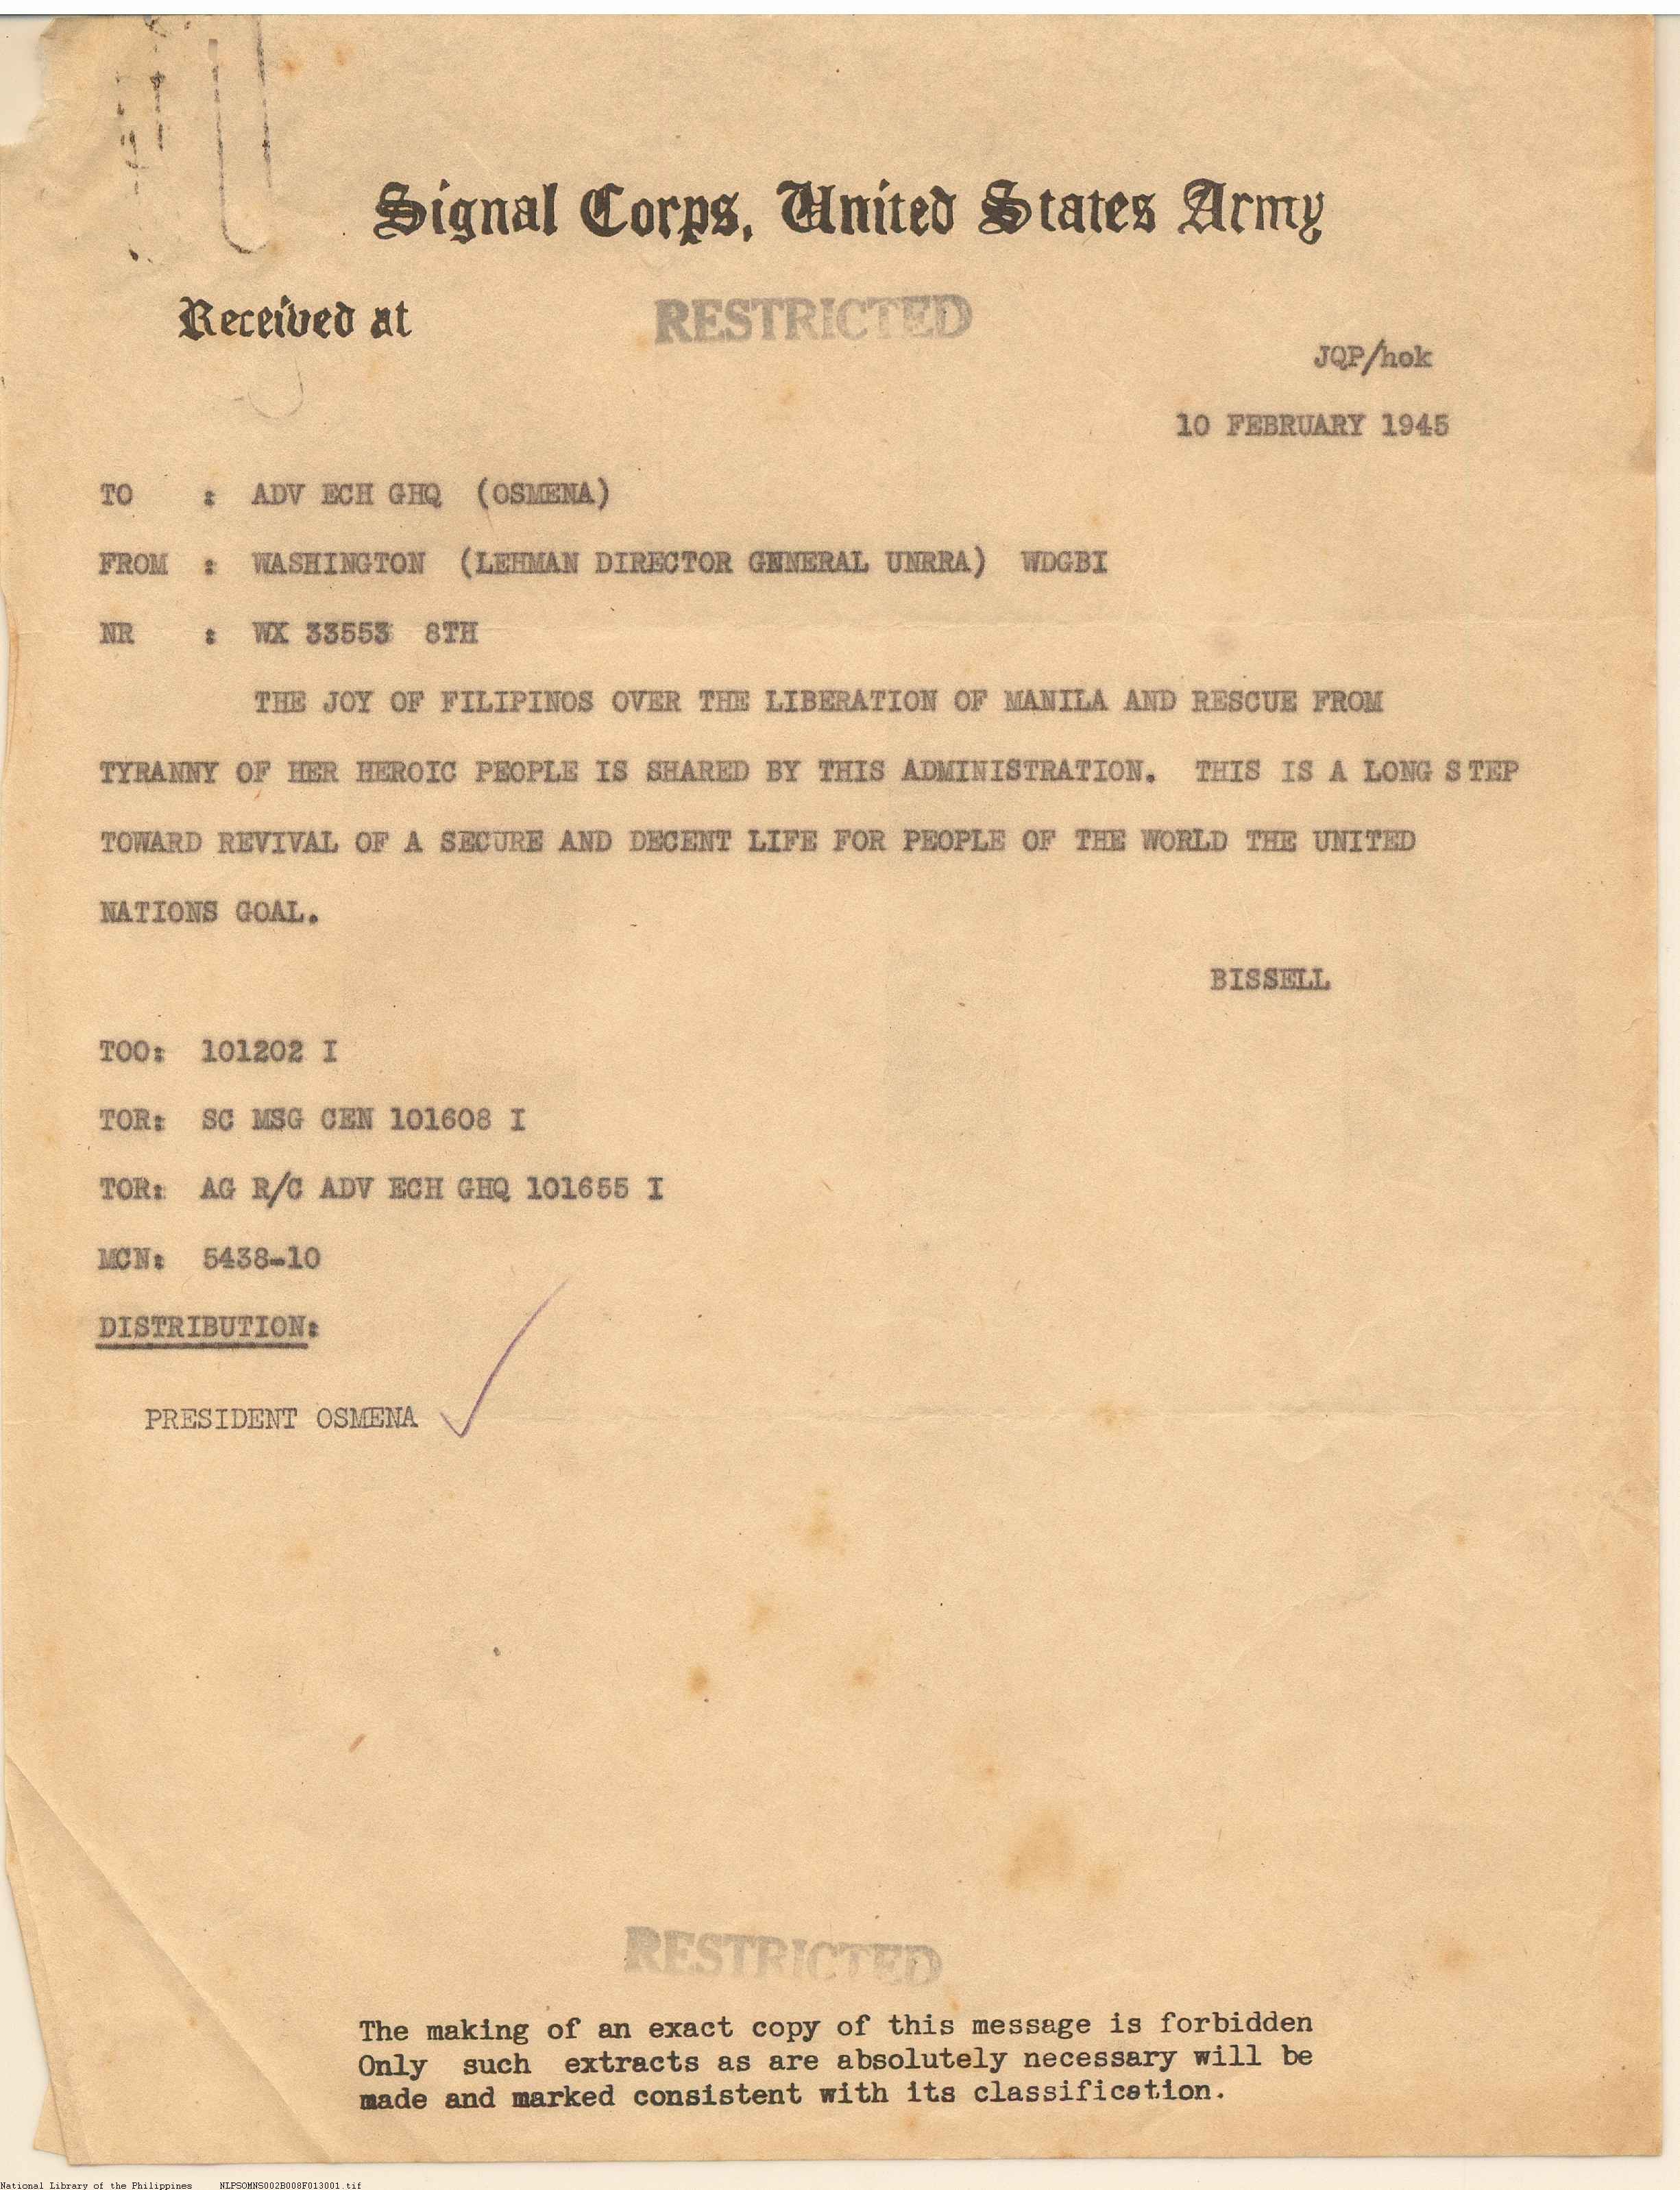 Signal Corps, United States Army
Received at
RESTRICTED
JQP/hok
10 FEBRUARY 1945
TO : ADV ECH GHQ (OSMENA)
FROM : WASHINGTON (LEHMAN DIRECTOR GENERAL UNRRA) WDGBI
NR : WX 33553 8TH
THE JOY OF FILIPINOS OVER THE LIBERATION OF MANILA AND RESCUE FROM
TYRANNY OF HER HEROIC PEOPLE IS SHARED BY THIS ADMINISTRATION. THIS IS A LONG STEP
TOWARD REVIVAL OF A SECURE AND DECENT LIFE FOR PEOPLE OF THE WORLD THE UNITED
NATIONS GOAL.
BISSELL
TOO: 101202 I
TOR: SC MSG CEN 101608 I
TOR: AG R/C ADV ECH GHQ 101655 I
MCN: 5438-10
DISTRIBUTION:
PRESIDENT OSMENA
RESTRICTED
The making of an exact copy of this message is forbidden
Only such extracts as are absolutely necessary will be
made and marked consistent with its classification.
National Library of the Philippines NLPSOMNS002B008F013001.tif